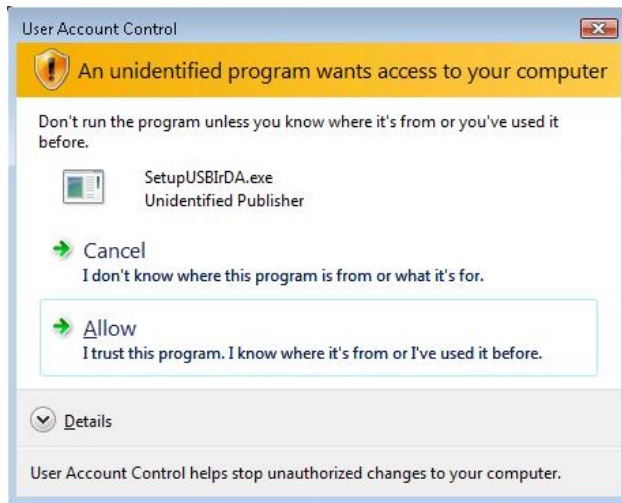 User Account Control
An unidentified program wants access to your computer
Don't run the program unless you know where it's from or you've used it
before.
SetupUSBIrDA.exe
Unidentified Publisher
Cancel
I don't know where this program is from or what it's for.
Allow
I trust this program. I know where it's from or I've used it before.
Details
User Account Control helps stop unauthorized changes to your computer.